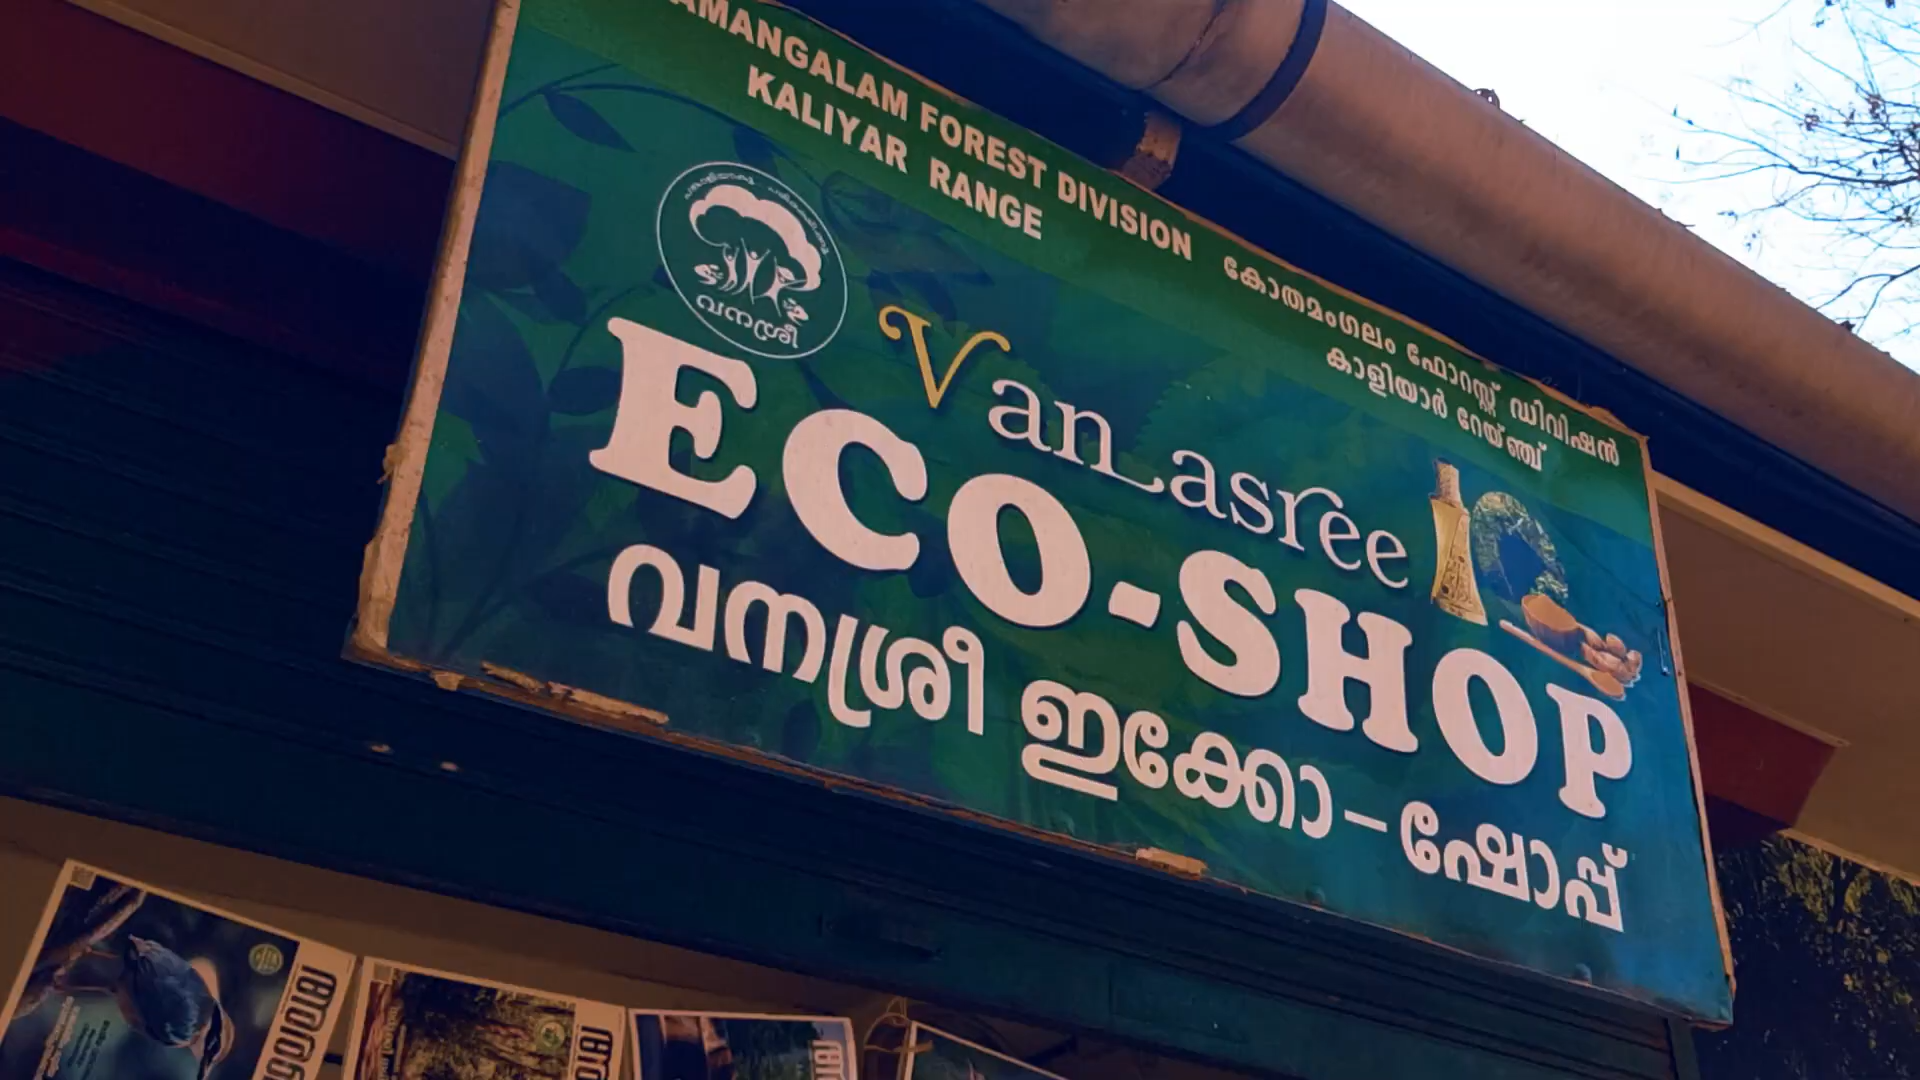 AMANGALAM FOREST DIVISION
KALIYAR RANGE
കോതമംഗലം ഫോറസ്റ്റ് ഡിവിഷൻ
കാളിയാർ റേയ്ഞ്ച്
വനശ്രീ
Vanasree
ECO-SHOP
വനശ്രീ ഇക്കോ-ഷോപ്പ്